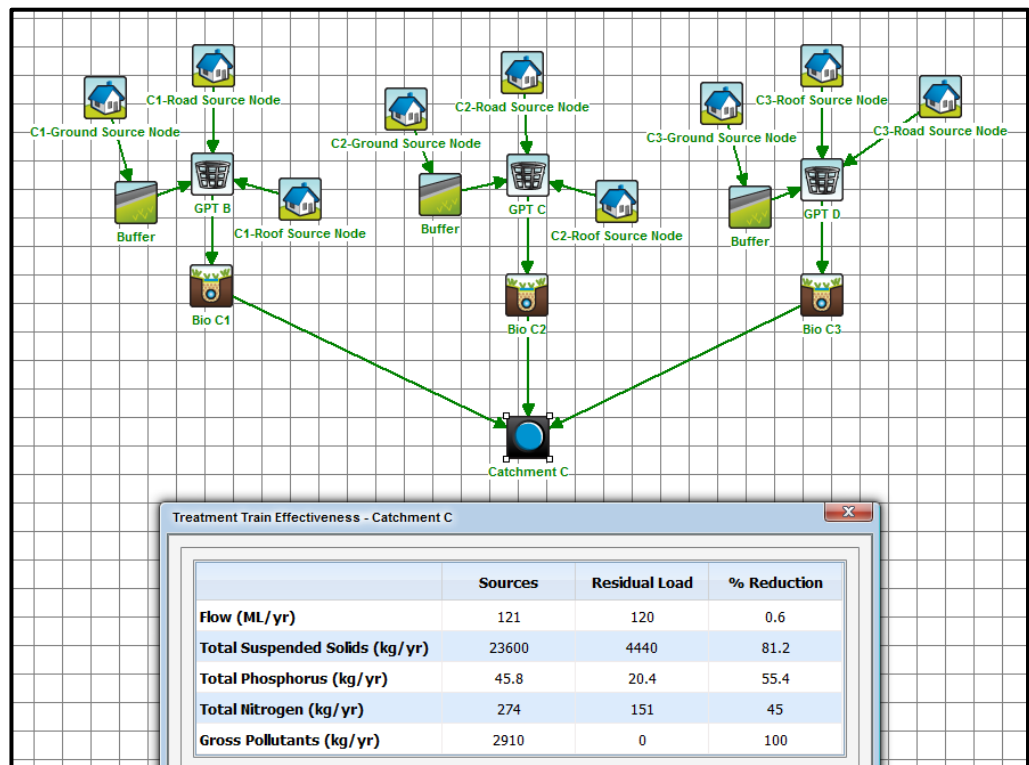 C1-Road Source Node
C2-Road Source Node
C3-Roof Source Node
C1-Ground Source Node
C2-Ground Source Node
C3-Ground Source Node
C3-Road Source Node
GPT B
GPT C
GPT D
Buffer
C1-Roof Source Node
Buffer
C2-Roof Source Node
Buffer
Bio C1
Bio C2
Bio C3
Catchment C
Treatment Train Effectiveness - Catchment C
Sources Residual Load % Reduction
Flow (ML/yr) 121 120 0.6
Total Suspended Solids (kg/yr) 23600 4440 81.2
Total Phosphorus (kg/yr) 45.8 20.4 55.4
Total Nitrogen (kg/yr) 274 151 45
Gross Pollutants (kg/yr) 2910 0 100